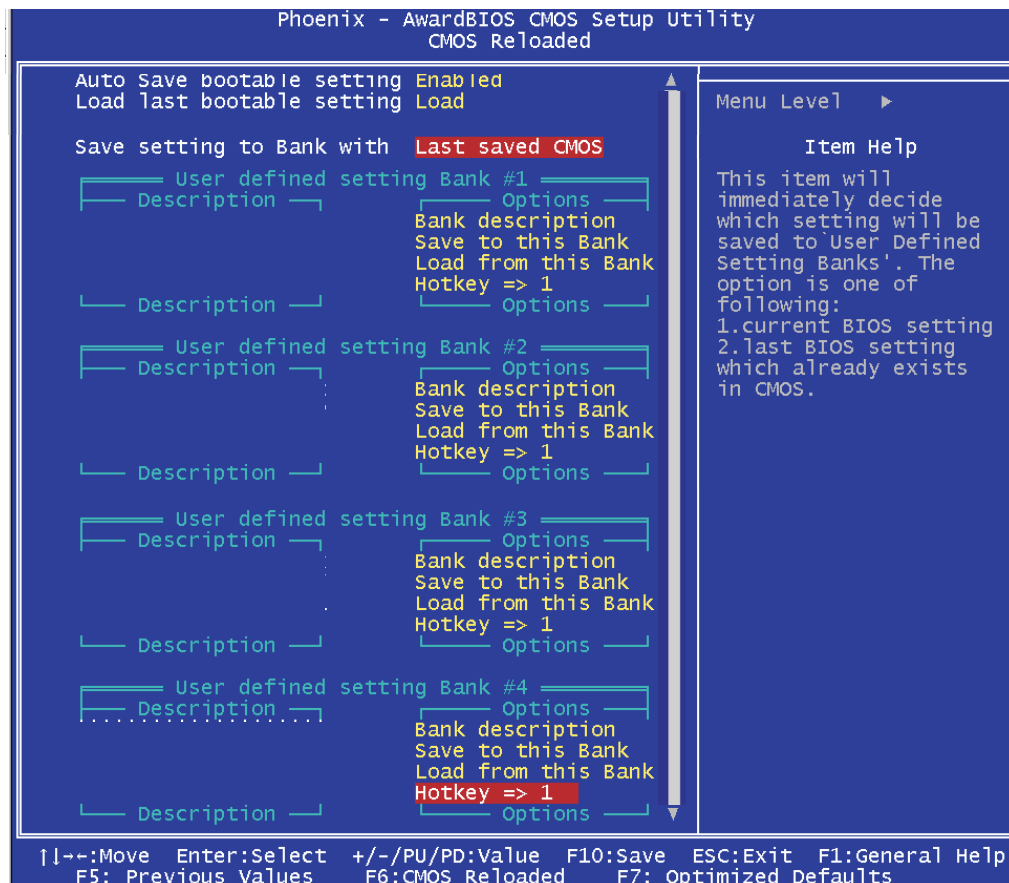 Phoenix - AwardBIOS CMOS Setup Utility
CMOS Reloaded
Auto Save bootable setting Enabled
Load last bootable setting Load
Save setting to Bank with Last saved CMOS
User defined setting Bank #1
Description Options
Bank description
Save to this Bank
Load from this Bank
Hotkey => 1
Description Options
User defined setting Bank #2
Description Options
Bank description
Save to this Bank
Load from this Bank
Hotkey => 1
Description Options
User defined setting Bank #3
Description Options
Bank description
Save to this Bank
Load from this Bank
Hotkey => 1
Description Options
User defined setting Bank #4
Description Options
Bank description
Save to this Bank
Load from this Bank
Hotkey => 1
Description Options
Menu Level ▶
Item Help
This item will
immediately decide
which setting will be
saved to`User Defined
Setting Banks'. The
option is one of
following:
1.current BIOS setting
2.last BIOS setting
which already exists
in CMOS.
↑↓→←:Move Enter:Select +/-/PU/PD:Value F10:Save ESC:Exit F1:General Help
F5: Previous Values F6:CMOS Reloaded F7: Optimized Defaults